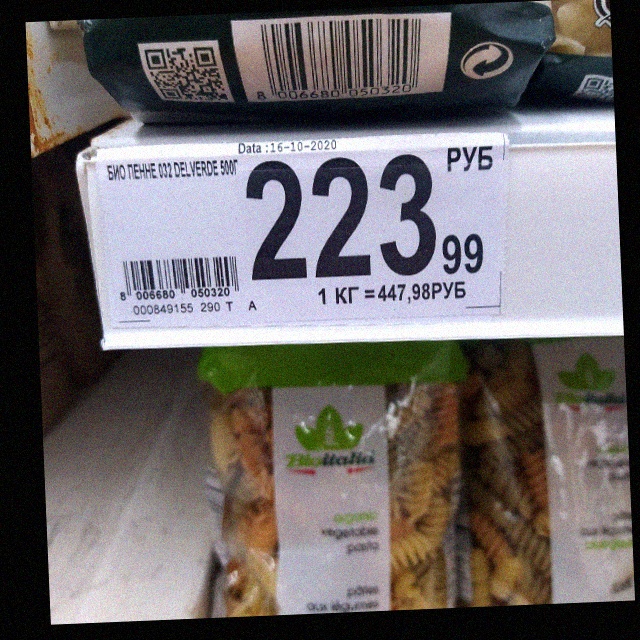 8 006680 050320
Data :16-10-2020
БИО ПЕННЕ 032 DELVERDE 500Г
223 99
РУБ
1 КГ =447,98РУБ
8 006680 050320
000849155 290 T A
Bioitalia
organic
vegetable
pasta
pâtes
aux légumes